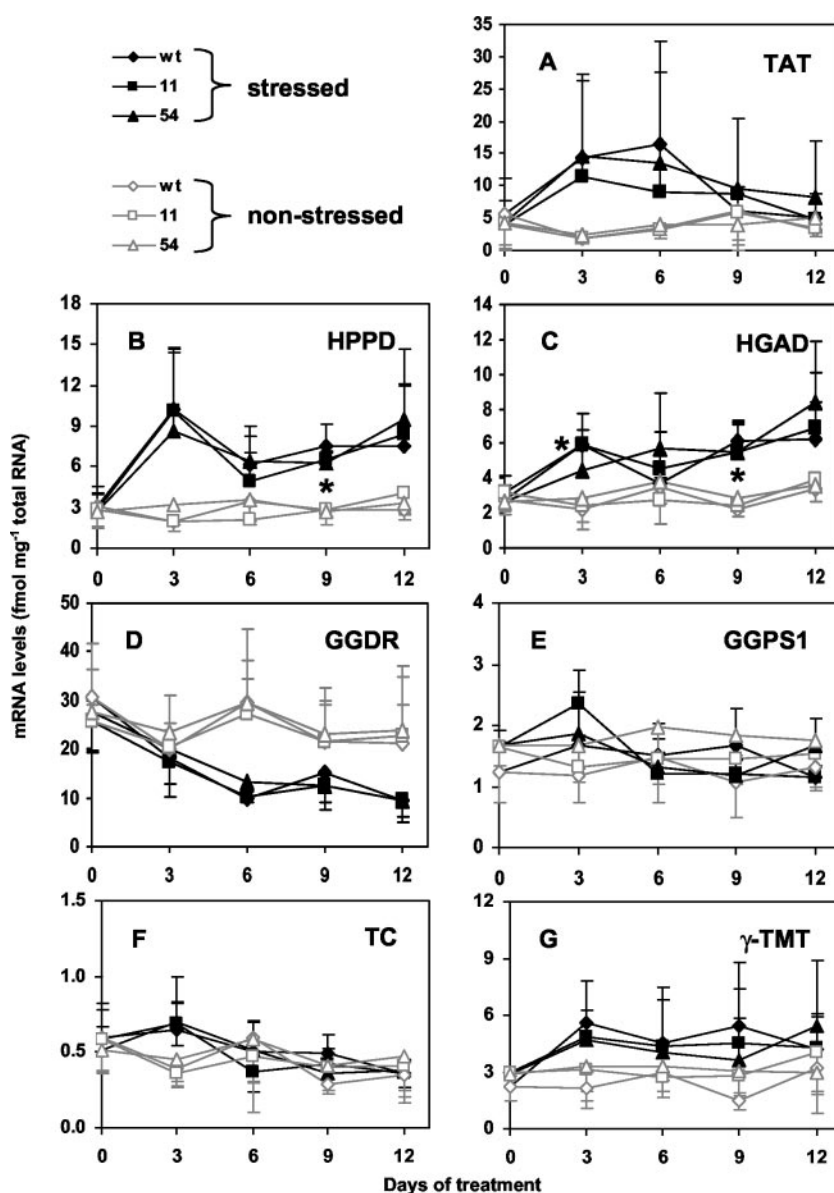 wt
11
54
stressed
wt
11
54
non-stressed
A TAT
35
30
25
20
15
10
5
0
0 3 6 9 12
B HPPD
18
15
12
9
6
3
0
*
0 3 6 9 12
C HGAD
14
12
10
8
6
4
2
0
*
*
0 3 6 9 12
mRNA levels (fmol mg⁻¹ total RNA)
D GGDR
50
40
30
20
10
0
0 3 6 9 12
E GGPS1
4
3
2
1
0
0 3 6 9 12
F TC
1.5
1.0
0.5
0.0
0 3 6 9 12
G γ-TMT
12
9
6
3
0
0 3 6 9 12
Days of treatment